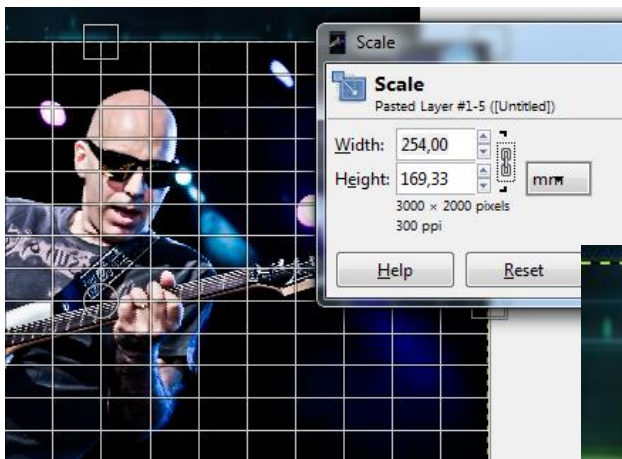 Scale
Scale
Pasted Layer #1-5 ([Untitled])
Width: 254,00
Height: 169,33 mm
3000 × 2000 pixels
300 ppi
Help Reset